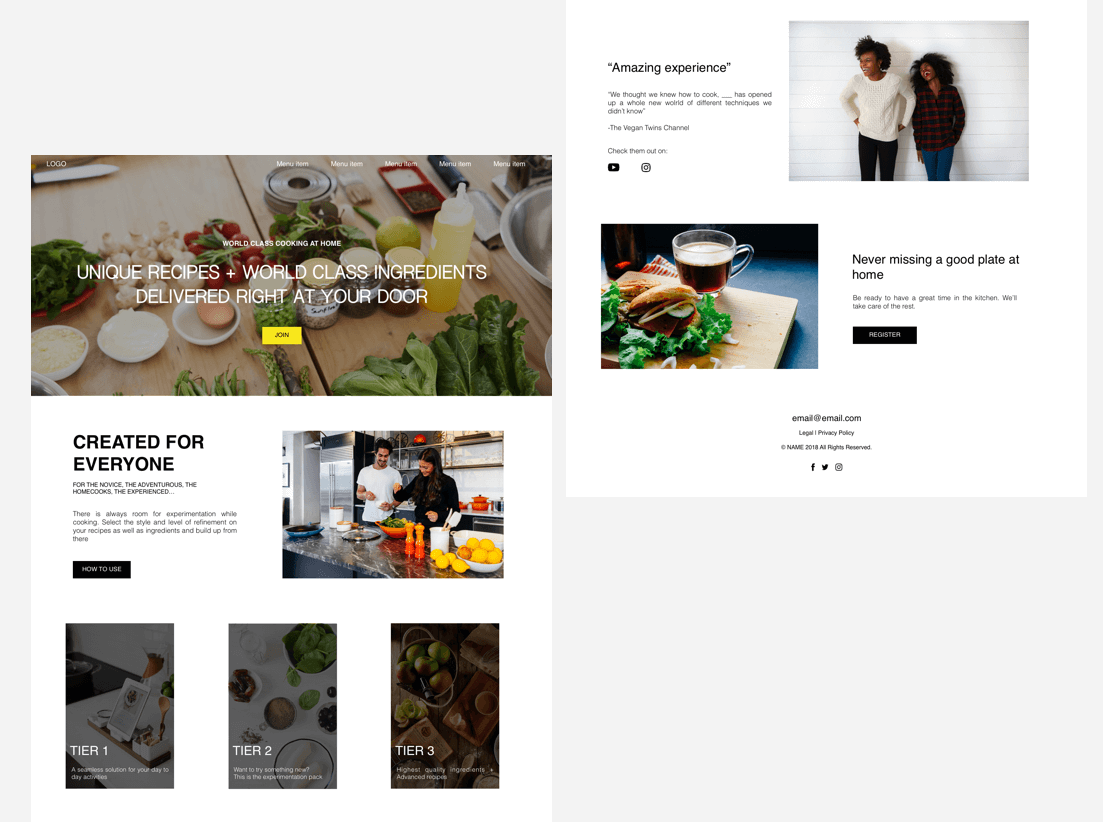 LOGO
Menu item
Menu item
Menu item
Menu item
Menu item
WORLD CLASS COOKING AT HOME
UNIQUE RECIPES + WORLD CLASS INGREDIENTS
DELIVERED RIGHT AT YOUR DOOR
JOIN
CREATED FOR
EVERYONE
FOR THE NOVICE, THE ADVENTUROUS, THE
HOMECOOKS, THE EXPERIENCED...
There is always room for experimentation while
cooking. Select the style and level of refinement on
your recipes as well as ingredients and build up from
there
HOW TO USE
TIER 1
A seamless solution for your day to
day activities
TIER 2
Want to try something new?
This is the experimentation pack
TIER 3
Highest quality ingredients +
Advanced recipes
“Amazing experience”
“We thought we knew how to cook, ___ has opened
up a whole new wolrld of different techniques we
didn’t know”
-The Vegan Twins Channel
Check them out on:
Never missing a good plate at
home
Be ready to have a great time in the kitchen. We’ll
take care of the rest.
REGISTER
email@email.com
Legal | Privacy Policy
© NAME 2018 All Rights Reserved.